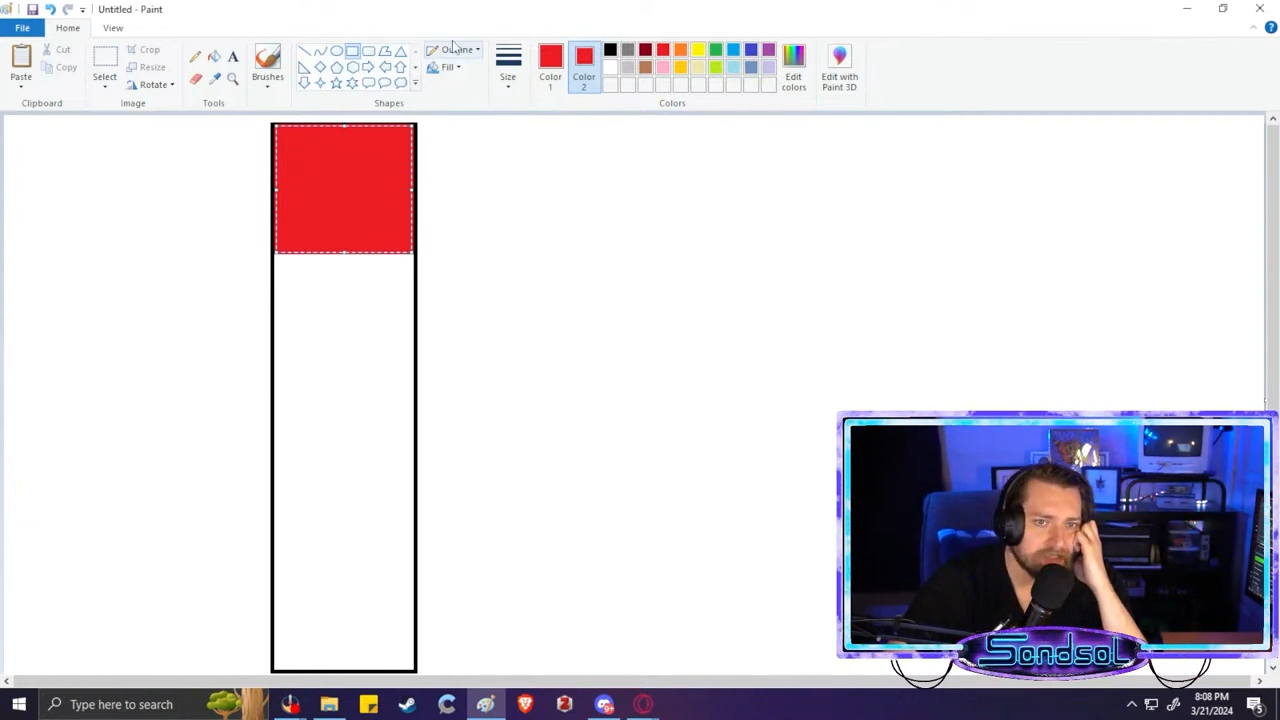 Untitled - Paint
File Home View
Paste
Cut
Copy
Clipboard
Select
Crop
Resize
Rotate
Image
Tools
Brushes
Shapes
Outline
Fill
Size
Color 1
Color 2
Edit colors
Colors
Edit with Paint 3D
Sondsol
Type here to search
8:08 PM
3/21/2024
5